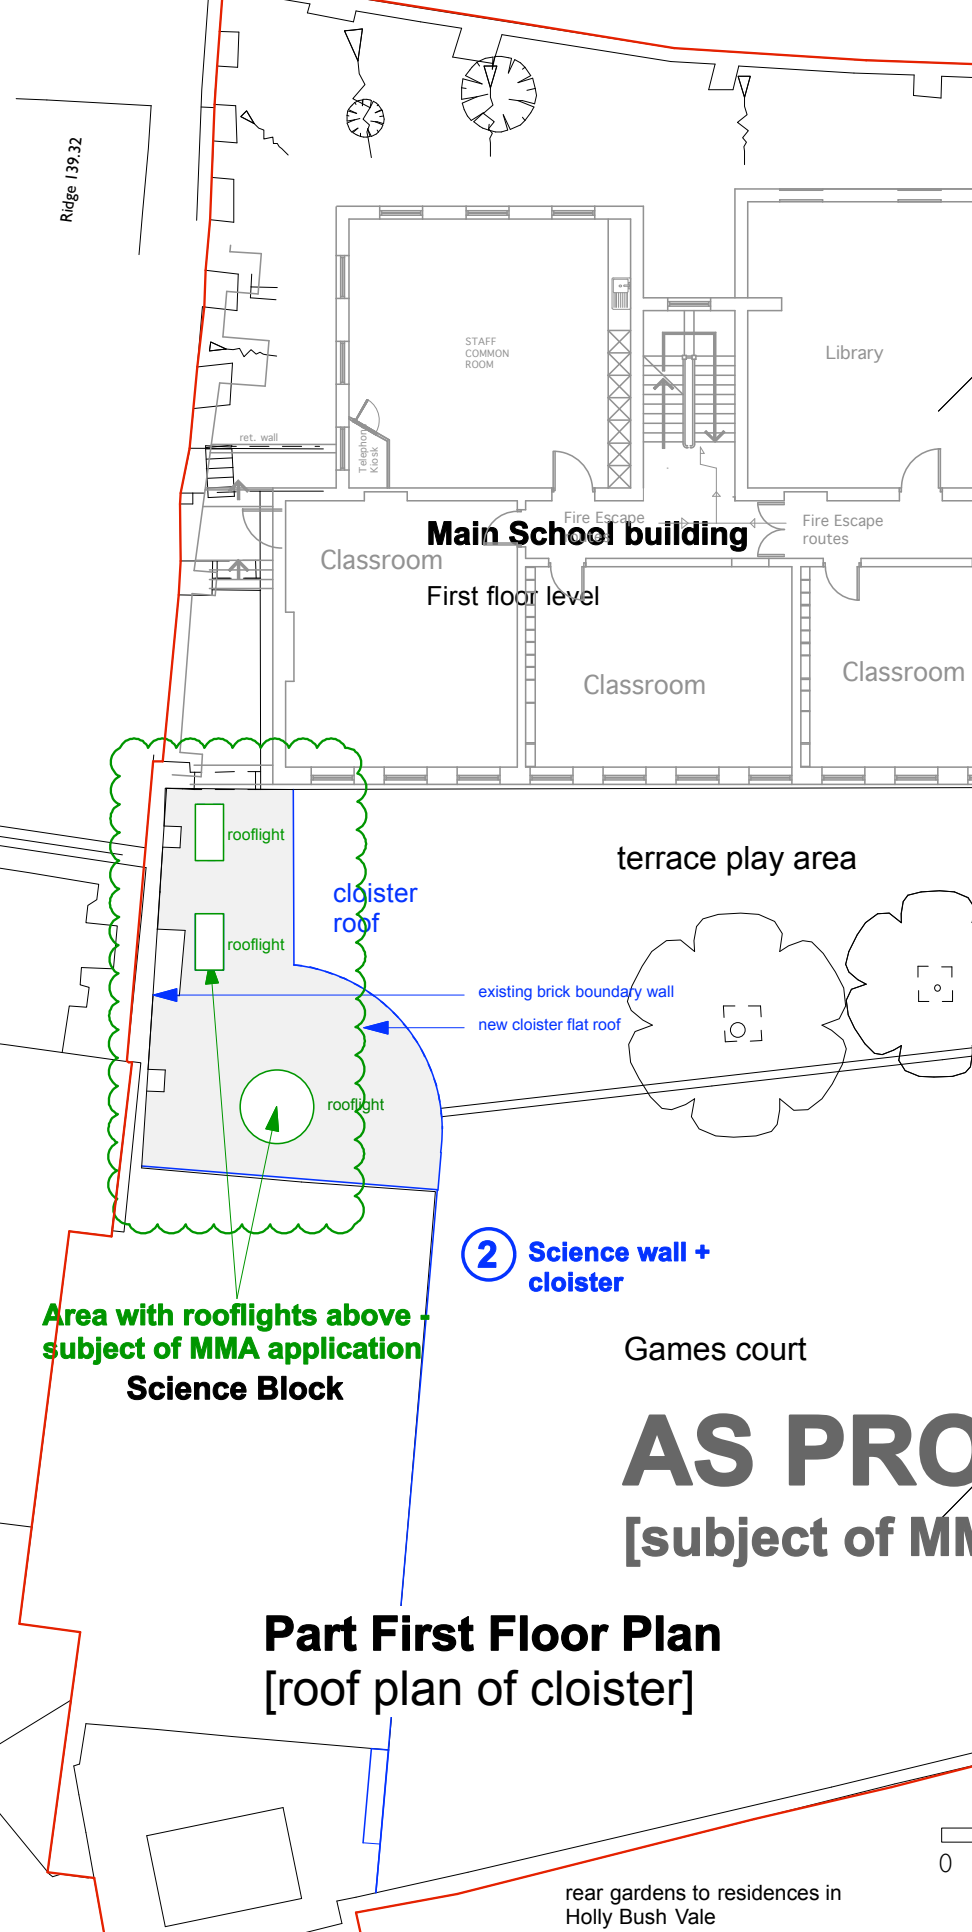 Ridge 139.32
STAFF
COMMON
ROOM
Library
ret. wall
Telephon
Kiosk
Fire Escape
routes
Fire Escape
routes
Main School building
First floor level
Classroom
Classroom
Classroom
rooflight
cloister
roof
terrace play area
rooflight
existing brick boundary wall
new cloister flat roof
rooflight
2
Science wall +
cloister
Area with rooflights above -
subject of MMA application
Science Block
Games court
AS PRO
[subject of MM
Part First Floor Plan
[roof plan of cloister]
0
rear gardens to residences in
Holly Bush Vale